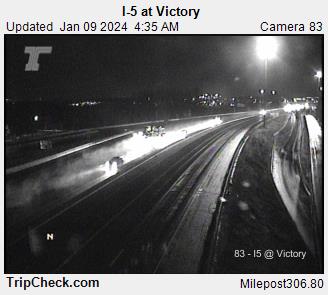 I-5 at Victory
Updated Jan 09 2024 4:35 AM Camera 83
T
N
83 - I5 @ Victory
TripCheck.com Milepost306.80